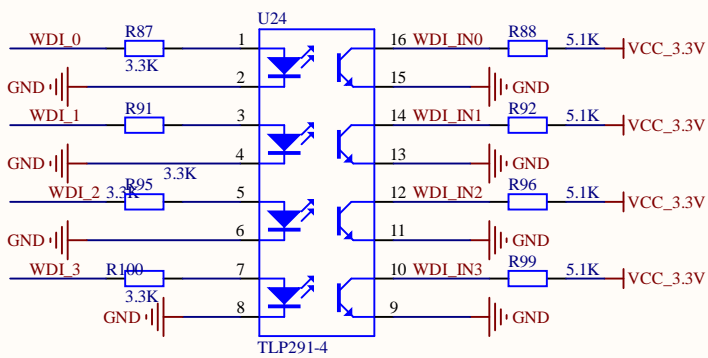 U24
WDI_0 R87 1 16 WDI_IN0 R88 5.1K VCC_3.3V
3.3K
GND 2 15 GND
WDI_1 R91 3 14 WDI_IN1 R92 5.1K VCC_3.3V
GND 4 13 GND
3.3K
WDI_2 3.3K R95 5 12 WDI_IN2 R96 5.1K VCC_3.3V
GND 6 11 GND
WDI_3 R100 7 10 WDI_IN3 R99 5.1K VCC_3.3V
3.3K
GND 8 9 GND
TLP291-4